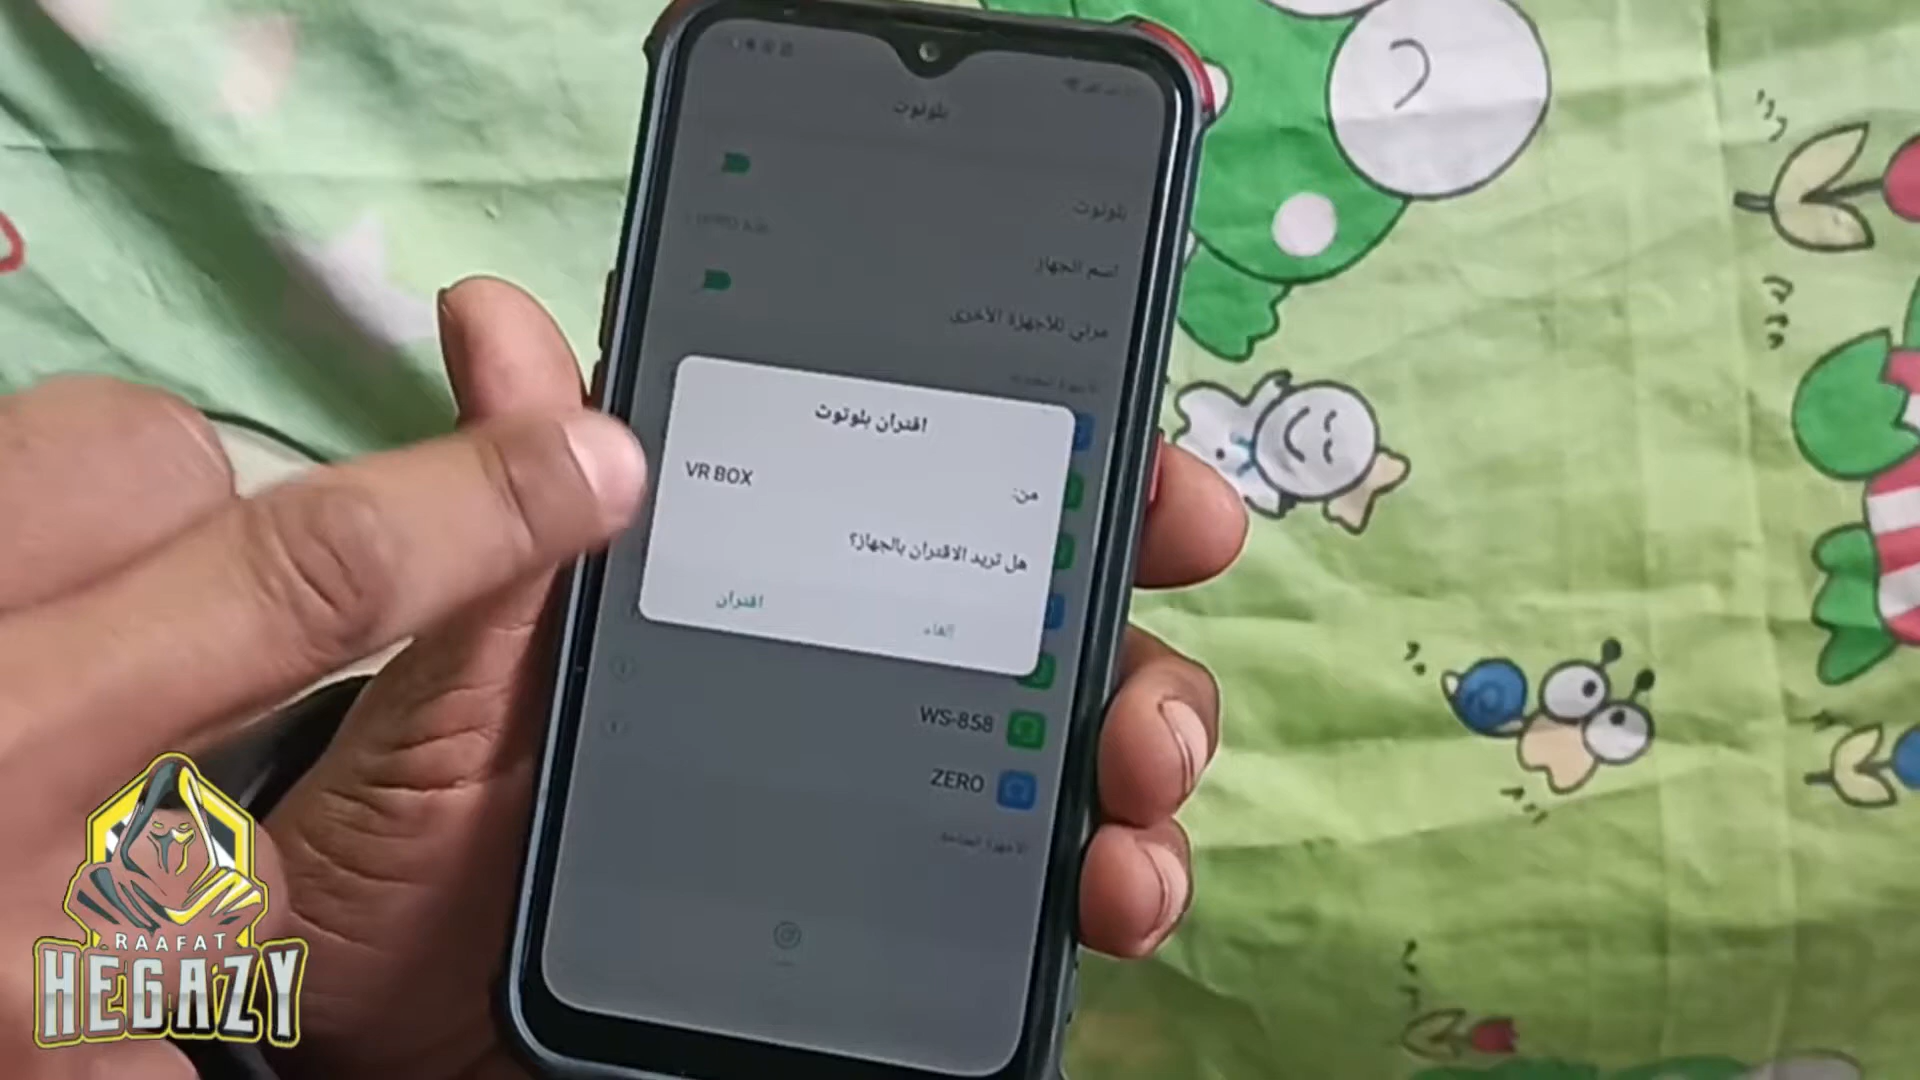 بلوتوث
بلوتوث
اسم الجهاز
مرئي للأجهزة الأخرى
اقتران بلوتوث
من:
VR BOX
هل تريد الاقتران بالجهاز؟
إلغاء
اقتران
WS-858
ZERO
RAAFAT
HEGAZY